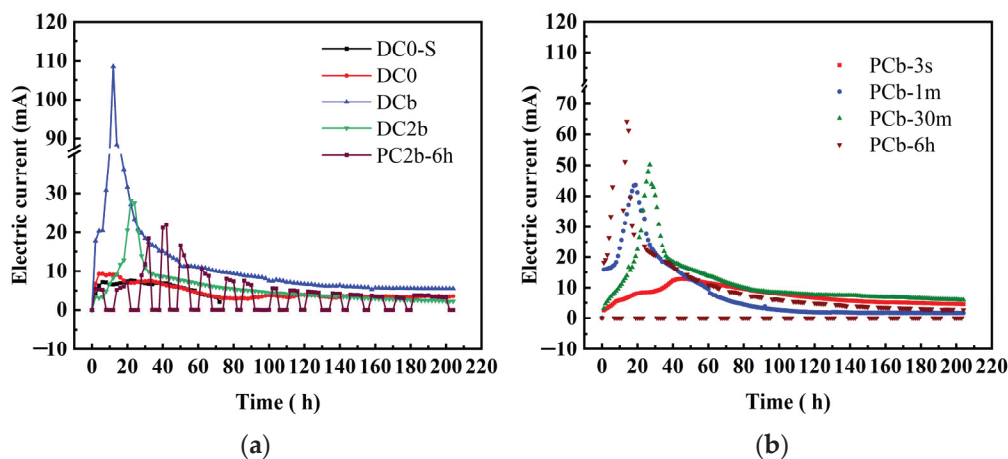 120
110
100
90
30
20
10
0
−10
Electric current (mA)
DC0-S
DC0
DCb
DC2b
PC2b-6h
0 20 40 60 80 100 120 140 160 180 200 220
Time ( h)
(a)
120
110
70
60
50
40
30
20
10
0
−10
Electric current (mA)
PCb-3s
PCb-1m
PCb-30m
PCb-6h
0 20 40 60 80 100 120 140 160 180 200 220
Time ( h)
(b)